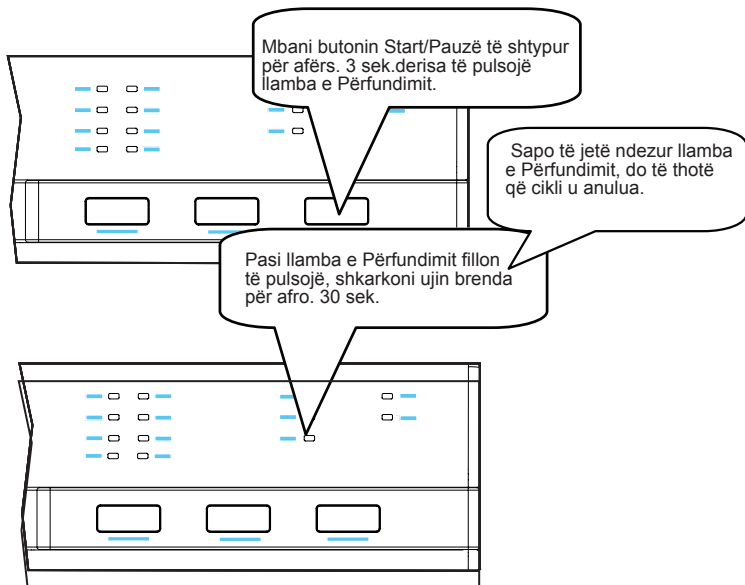 Mbani butonin Start/Pauzë të shtypur
për afërs. 3 sek.derisa të pulsojë
llamba e Përfundimit.
Sapo të jetë ndezur llamba
e Përfundimit, do të thotë
që cikli u anulua.
Pasi llamba e Përfundimit fillon
të pulsojë, shkarkoni ujin brenda
për afro. 30 sek.